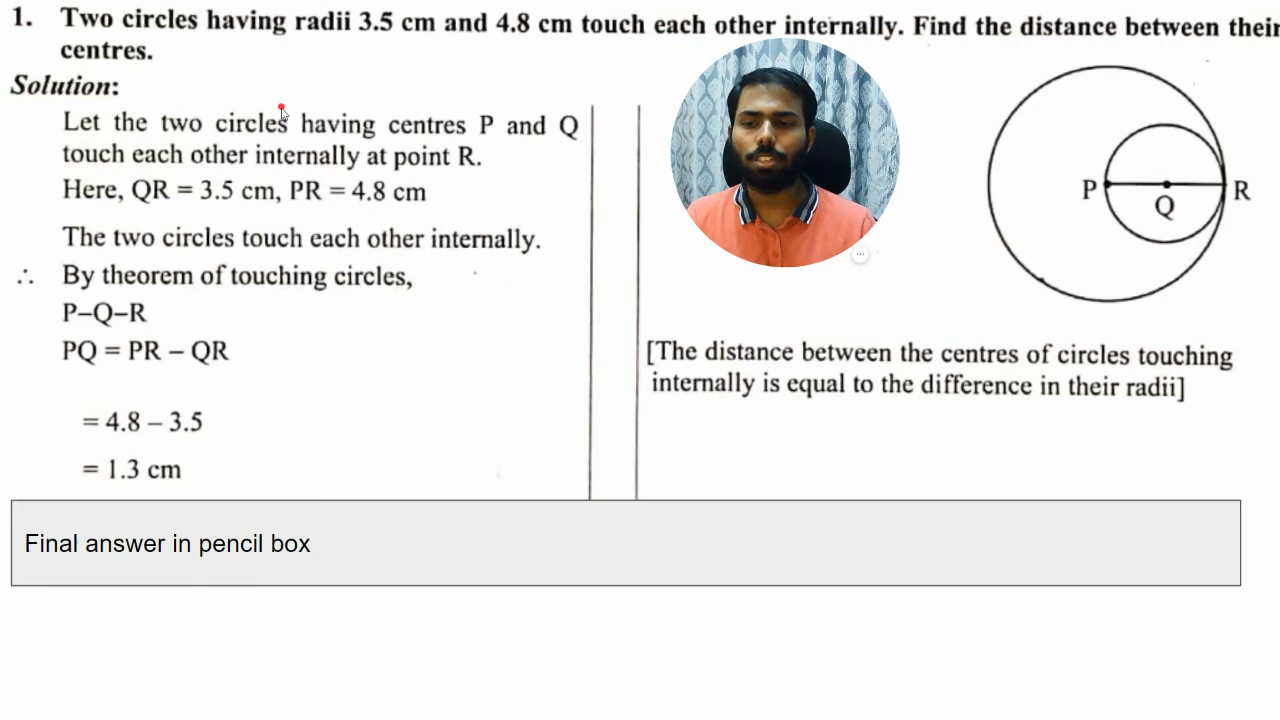 1. Two circles having radii 3.5 cm and 4.8 cm touch each other internally. Find the distance between their
centres.
Solution:
Let the two circles having centres P and Q
touch each other internally at point R.
Here, QR = 3.5 cm, PR = 4.8 cm
The two circles touch each other internally.
∴ By theorem of touching circles,
P–Q–R
PQ = PR – QR
= 4.8 – 3.5
= 1.3 cm
P
Q
R
[The distance between the centres of circles touching
internally is equal to the difference in their radii]
Final answer in pencil box